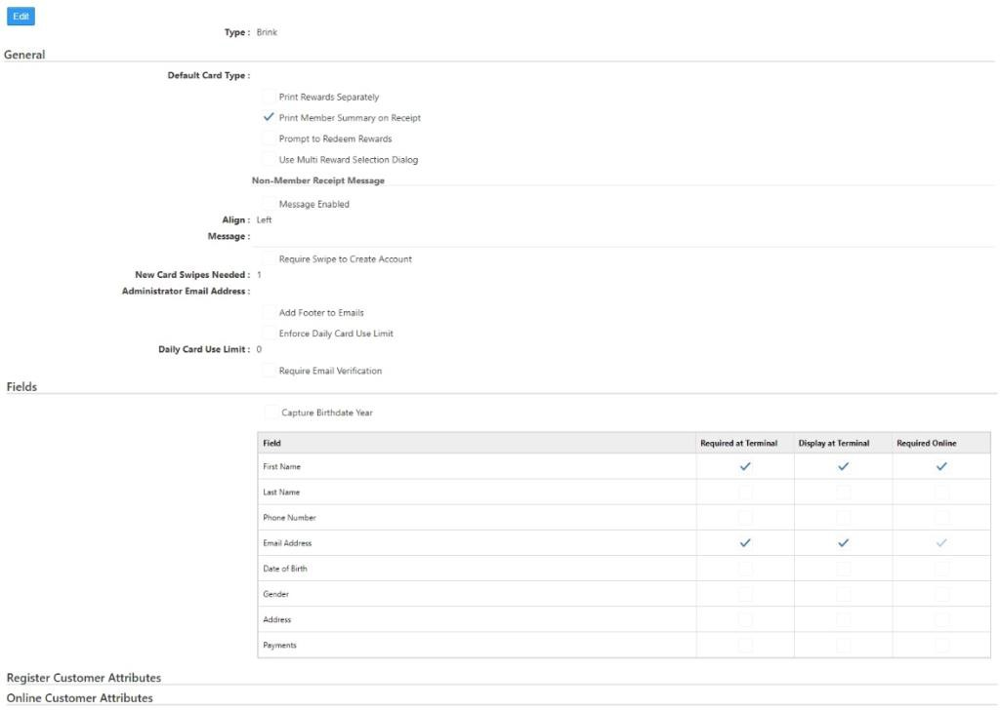 Edit
Type : Brink
General
Default Card Type :
Print Rewards Separately
Print Member Summary on Receipt
Prompt to Redeem Rewards
Use Multi Reward Selection Dialog
Non-Member Receipt Message
Message Enabled
Align : Left
Message :
Require Swipe to Create Account
New Card Swipes Needed : 1
Administrator Email Address :
Add Footer to Emails
Enforce Daily Card Use Limit
Daily Card Use Limit : 0
Require Email Verification
Fields
Capture Birthdate Year
Field Required at Terminal Display at Terminal Required Online
First Name
Last Name
Phone Number
Email Address
Date of Birth
Gender
Address
Payments
Register Customer Attributes
Online Customer Attributes